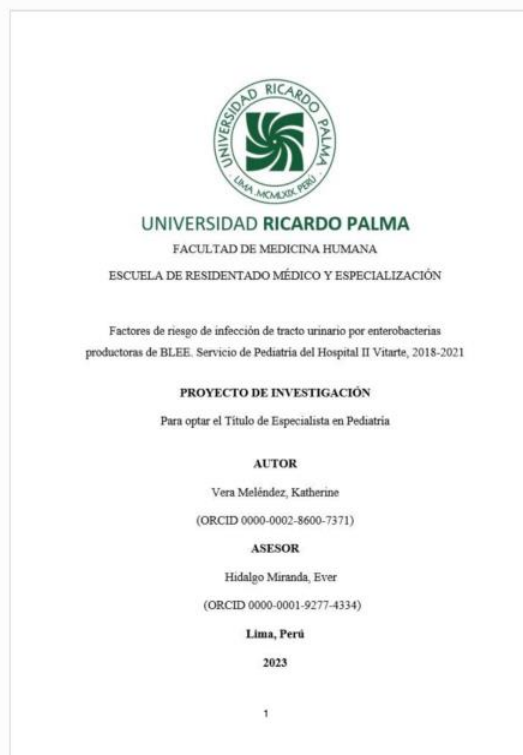 UNIVERSIDAD RICARDO PALMA
LIMA MCMLXIX PERÚ
UNIVERSIDAD RICARDO PALMA
FACULTAD DE MEDICINA HUMANA
ESCUELA DE RESIDENTADO MÉDICO Y ESPECIALIZACIÓN
Factores de riesgo de infección de tracto urinario por enterobacterias
productoras de BLEE. Servicio de Pediatría del Hospital II Vitarte, 2018-2021
PROYECTO DE INVESTIGACIÓN
Para optar el Título de Especialista en Pediatría
AUTOR
Vera Meléndez, Katherine
(ORCID 0000-0002-8600-7371)
ASESOR
Hidalgo Miranda, Ever
(ORCID 0000-0001-9277-4334)
Lima, Perú
2023
1